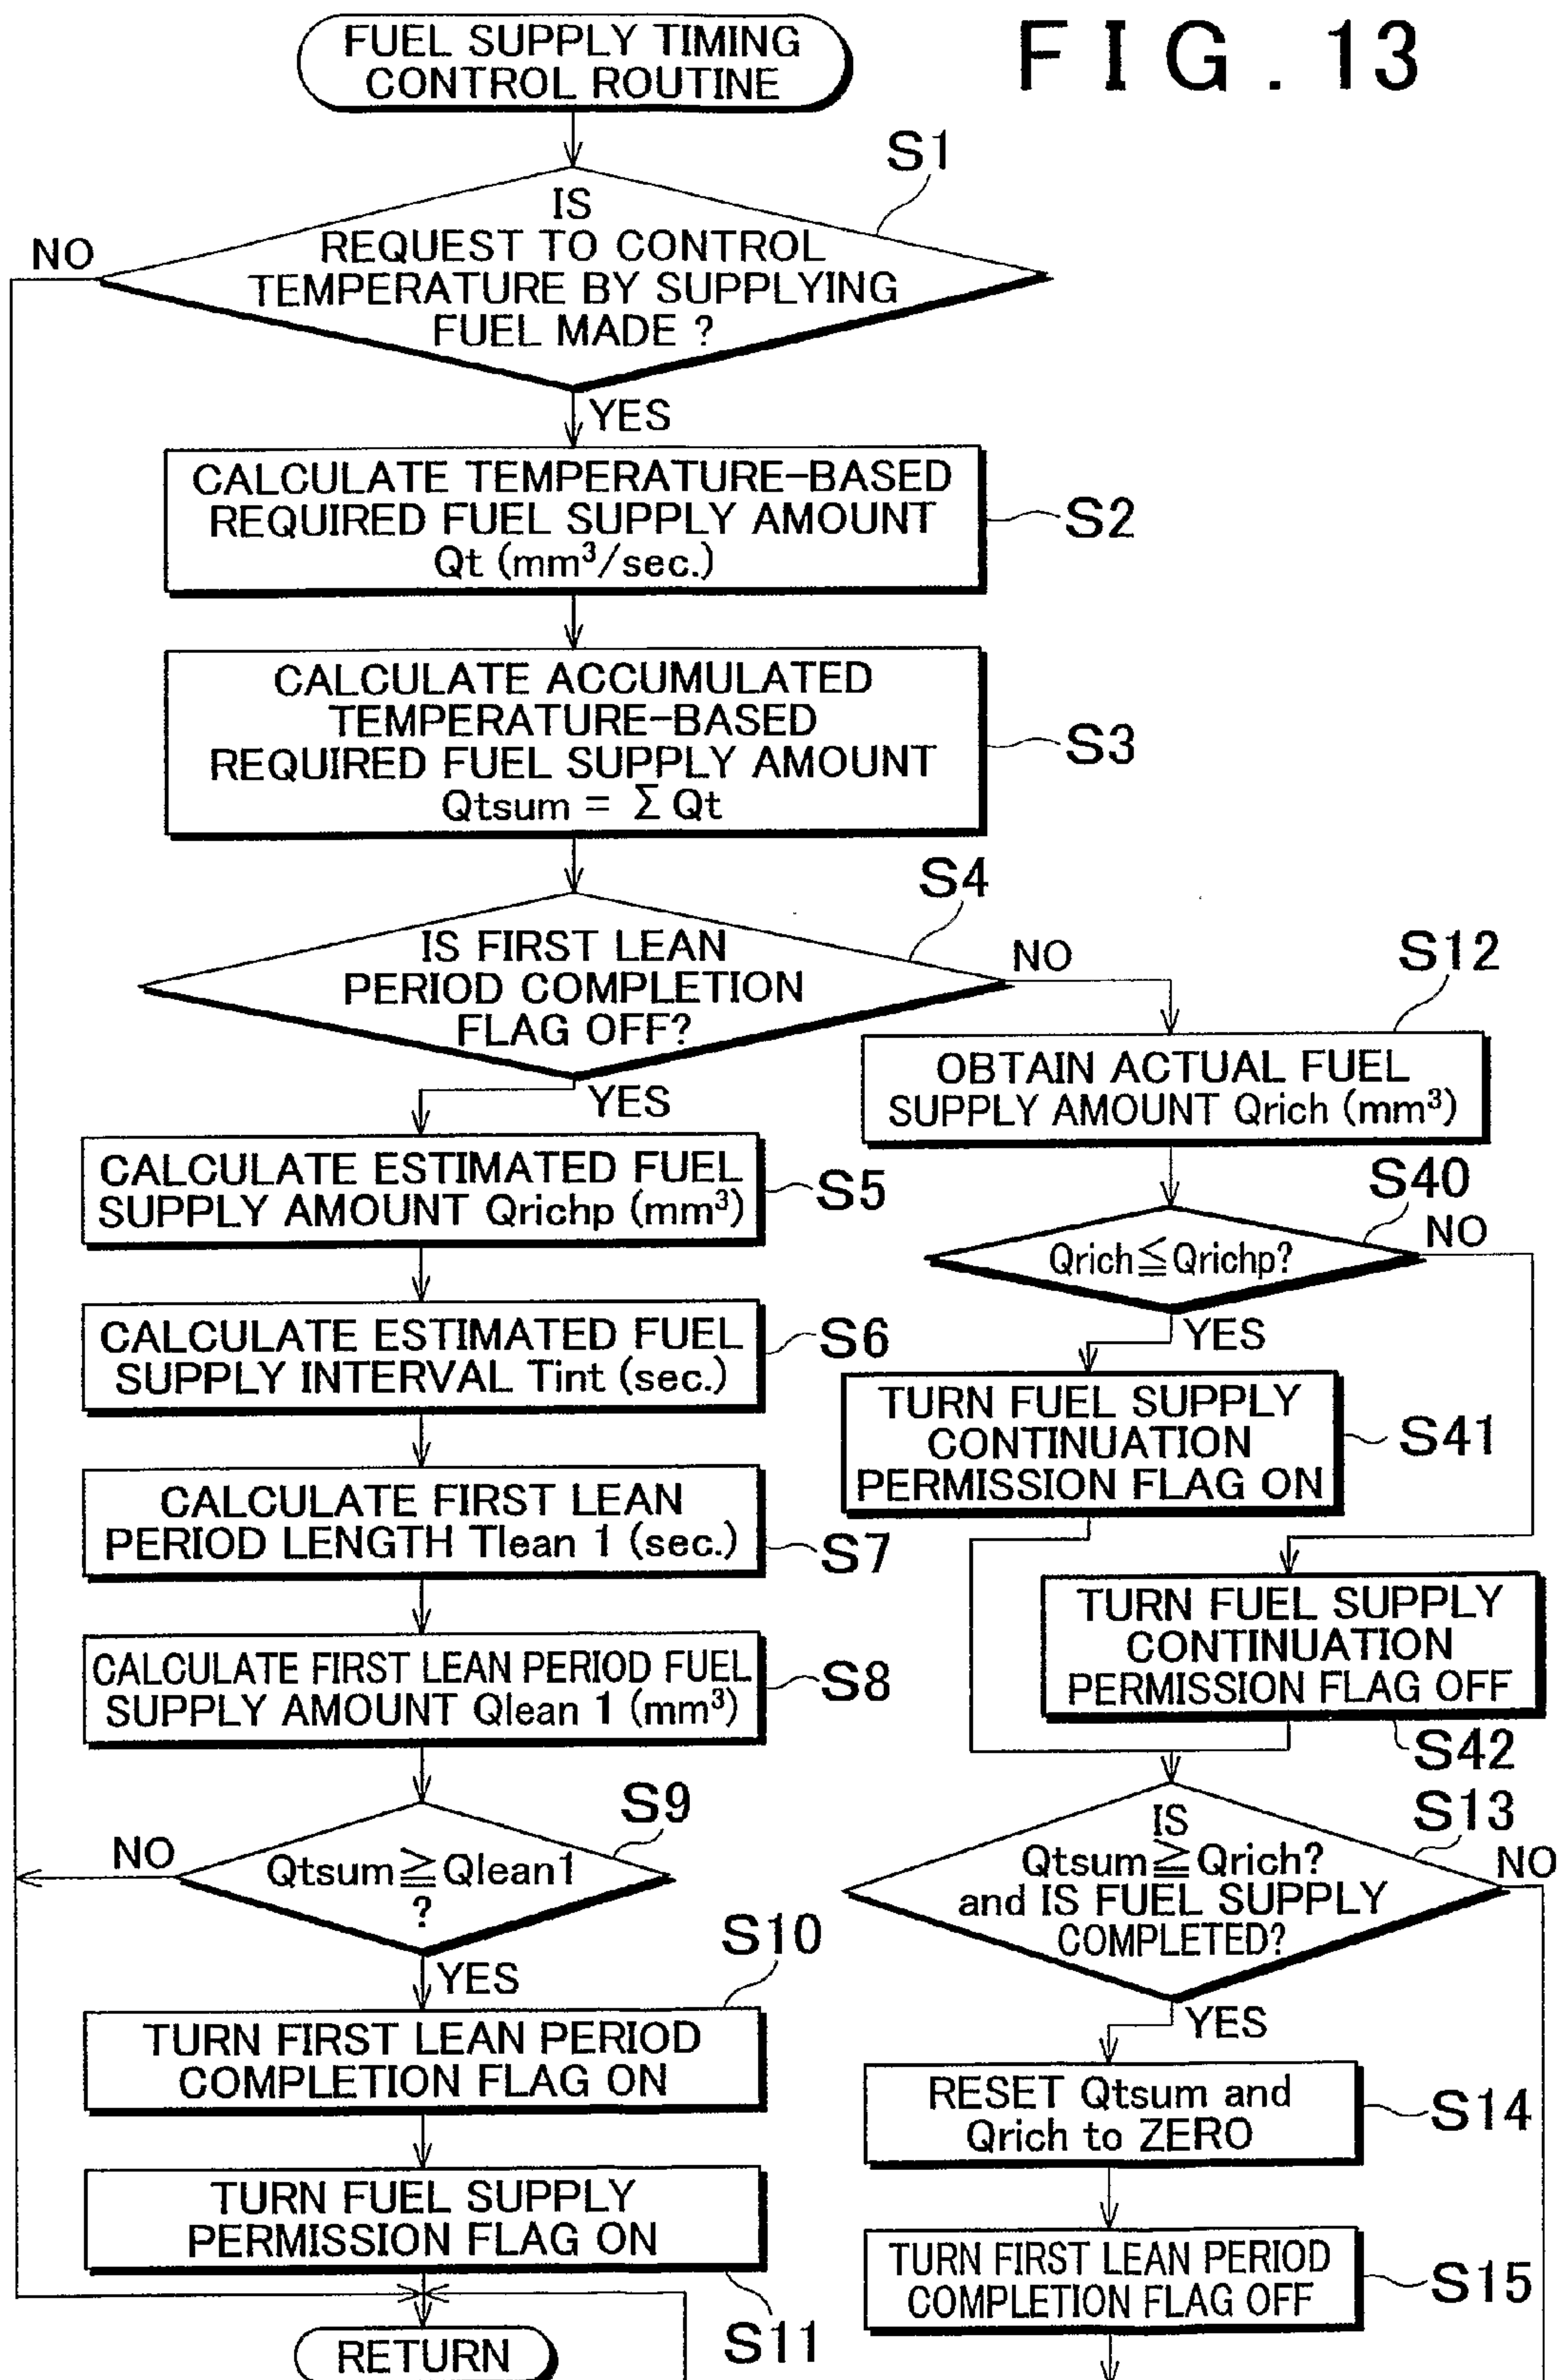 FUEL SUPPLY TIMING
CONTROL ROUTINE
FIG. 13
S1
IS
REQUEST TO CONTROL
TEMPERATURE BY SUPPLYING
FUEL MADE ?
NO
YES
CALCULATE TEMPERATURE-BASED
REQUIRED FUEL SUPPLY AMOUNT
Qt (mm³/sec.)
S2
CALCULATE ACCUMULATED
TEMPERATURE-BASED
REQUIRED FUEL SUPPLY AMOUNT
Qtsum = Σ Qt
S3
S4
IS FIRST LEAN
PERIOD COMPLETION
FLAG OFF?
NO
YES
CALCULATE ESTIMATED FUEL
SUPPLY AMOUNT Qrichp (mm³)
S5
CALCULATE ESTIMATED FUEL
SUPPLY INTERVAL Tint (sec.)
S6
CALCULATE FIRST LEAN
PERIOD LENGTH Tlean 1 (sec.)
S7
CALCULATE FIRST LEAN PERIOD FUEL
SUPPLY AMOUNT Qlean 1 (mm³)
S8
S9
NO
Qtsum≧Qlean1
?
YES
S10
TURN FIRST LEAN PERIOD
COMPLETION FLAG ON
TURN FUEL SUPPLY
PERMISSION FLAG ON
S11
RETURN
S12
OBTAIN ACTUAL FUEL
SUPPLY AMOUNT Qrich (mm³)
S40
Qrich≦Qrichp?
NO
YES
TURN FUEL SUPPLY
CONTINUATION
PERMISSION FLAG ON
S41
TURN FUEL SUPPLY
CONTINUATION
PERMISSION FLAG OFF
S42
S13
IS
Qtsum≧Qrich?
and IS FUEL SUPPLY
COMPLETED?
NO
YES
RESET Qtsum and
Qrich to ZERO
S14
TURN FIRST LEAN PERIOD
COMPLETION FLAG OFF
S15